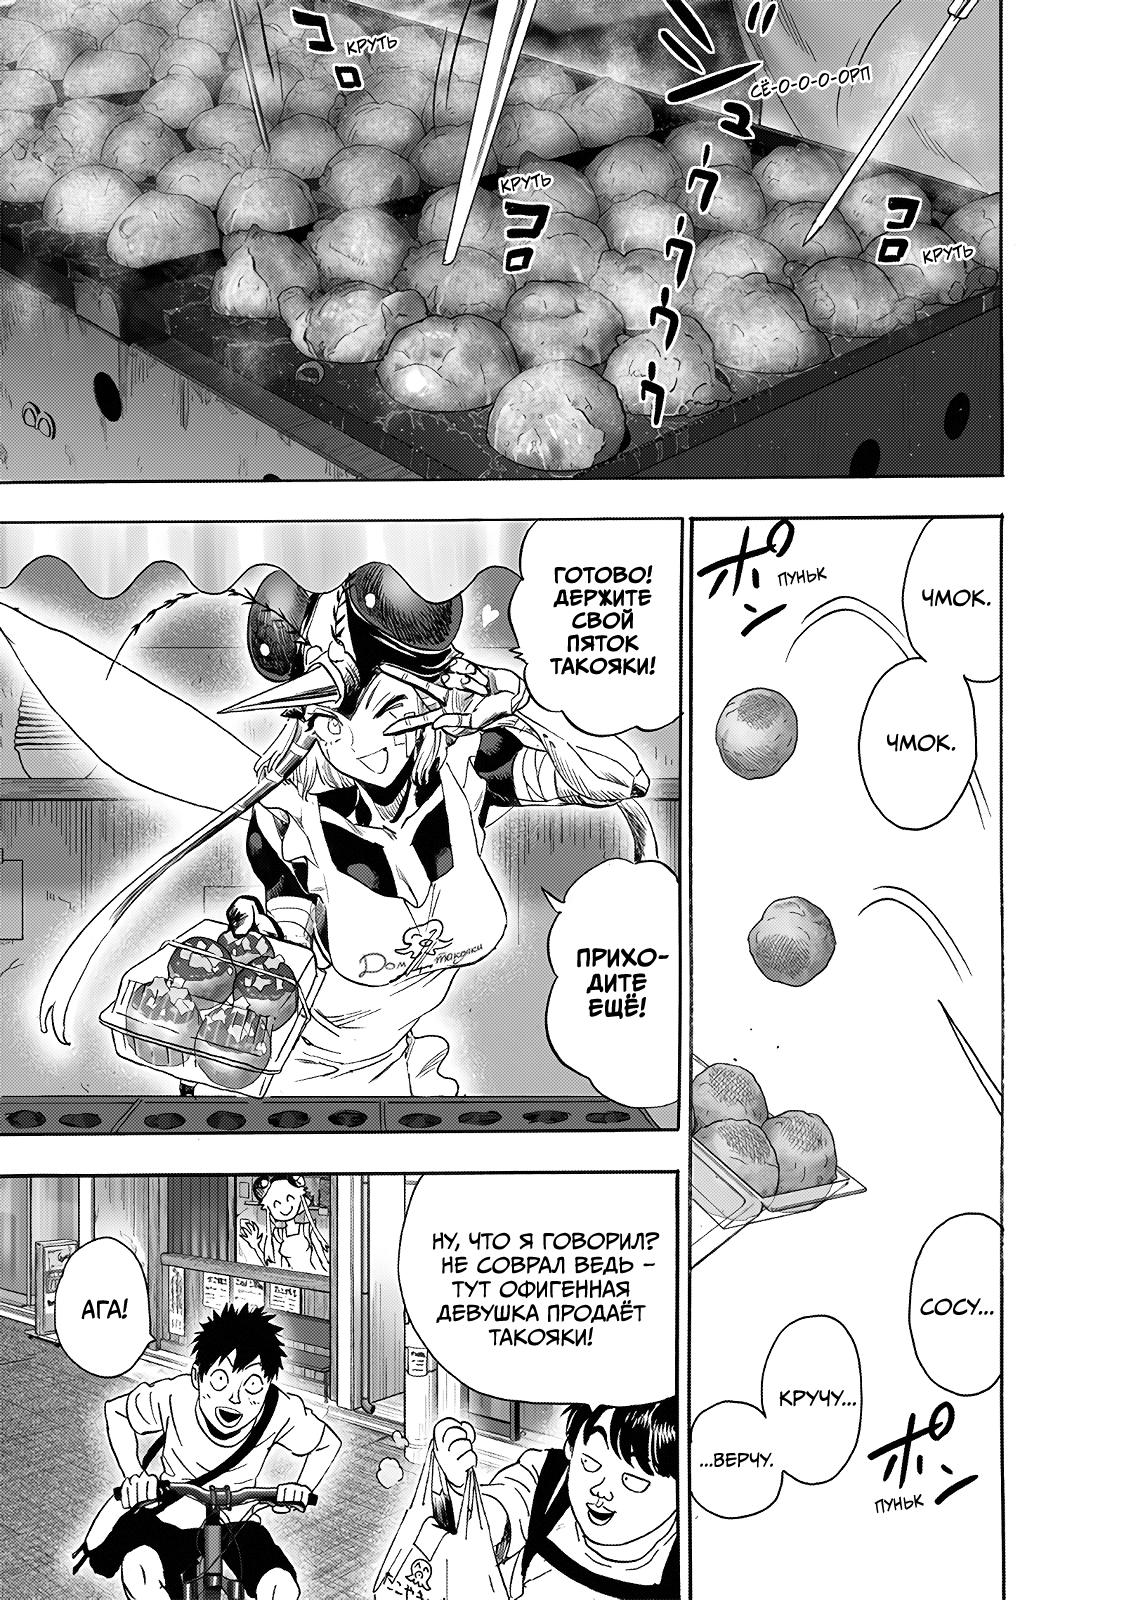 コロ
КРУТЬ
ジュウウウウ
СЁ-О-О-О-ОРП
КРУТЬ
コロ
コロ
КРУТЬ
ポン
ПУНЬК
ЧМОК.
ЧМОК.
СОСУ...
КРУЧУ...
...ВЕРЧУ.
ポン
ПУНЬК
ГОТОВО!
ДЕРЖИТЕ
СВОЙ
ПЯТОК
ТАКОЯКИ!
Дом такояки
ПРИХО-
ДИТЕ
ЕЩЁ!
НУ, ЧТО Я ГОВОРИЛ?
НЕ СОВРАЛ ВЕДЬ –
ТУТ ОФИГЕННАЯ
ДЕВУШКА ПРОДАЁТ
ТАКОЯКИ!
АГА!